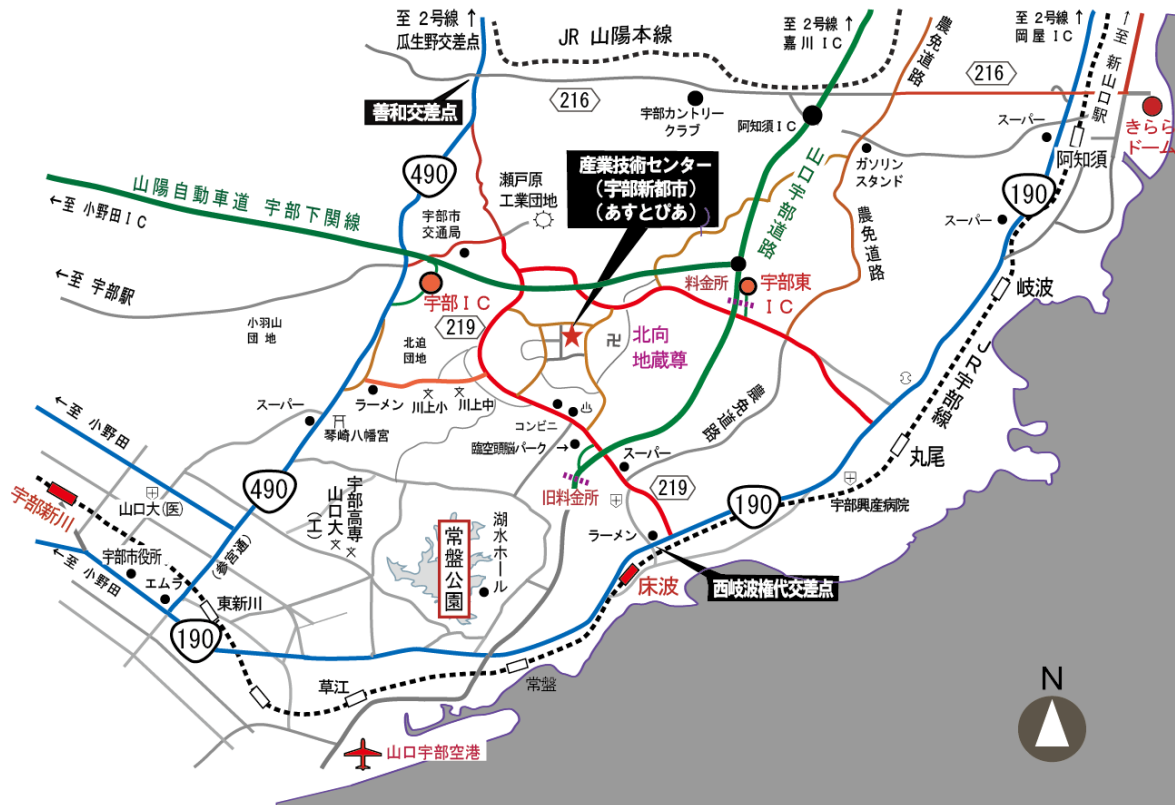 至 2号線 ↑
瓜生野交差点
JR 山陽本線
至 2号線 ↑
嘉川 IC
農免道路
至 2号線 ↑
岡屋 IC
←至 新山口駅
216
216
善和交差点
宇部カントリー
クラブ
阿知須 IC
スーパー
きらら
ドーム
阿知須
ガソリン
スタンド
490
産業技術センター
(宇部新都市)
(あすとぴあ)
瀬戸原
工業団地
山口宇部道路
190
山陽自動車道 宇部下関線
←至 小野田IC
宇部市
交通局
スーパー
農免道路
←至 宇部駅
宇部IC
料金所
宇部東
IC
岐波
小羽山
団地
219
北迫
団地
卍
北向
地蔵尊
JR宇部線
ラーメン
文
川上小
文
川上中
コンビニ
農免道路
←至 小野田
スーパー
琴崎八幡宮
臨空頭脳パーク→
スーパー
丸尾
490
旧料金所
219
190
宇部興産病院
宇部新川
山口大(医)
宇部高専
文
山口大(工)
文
常盤公園
湖水ホール
ラーメン
←至 小野田
宇部市役所
(参宮通)
エムラ
東新川
床波
西岐波権代交差点
190
草江
常盤
N
山口宇部空港